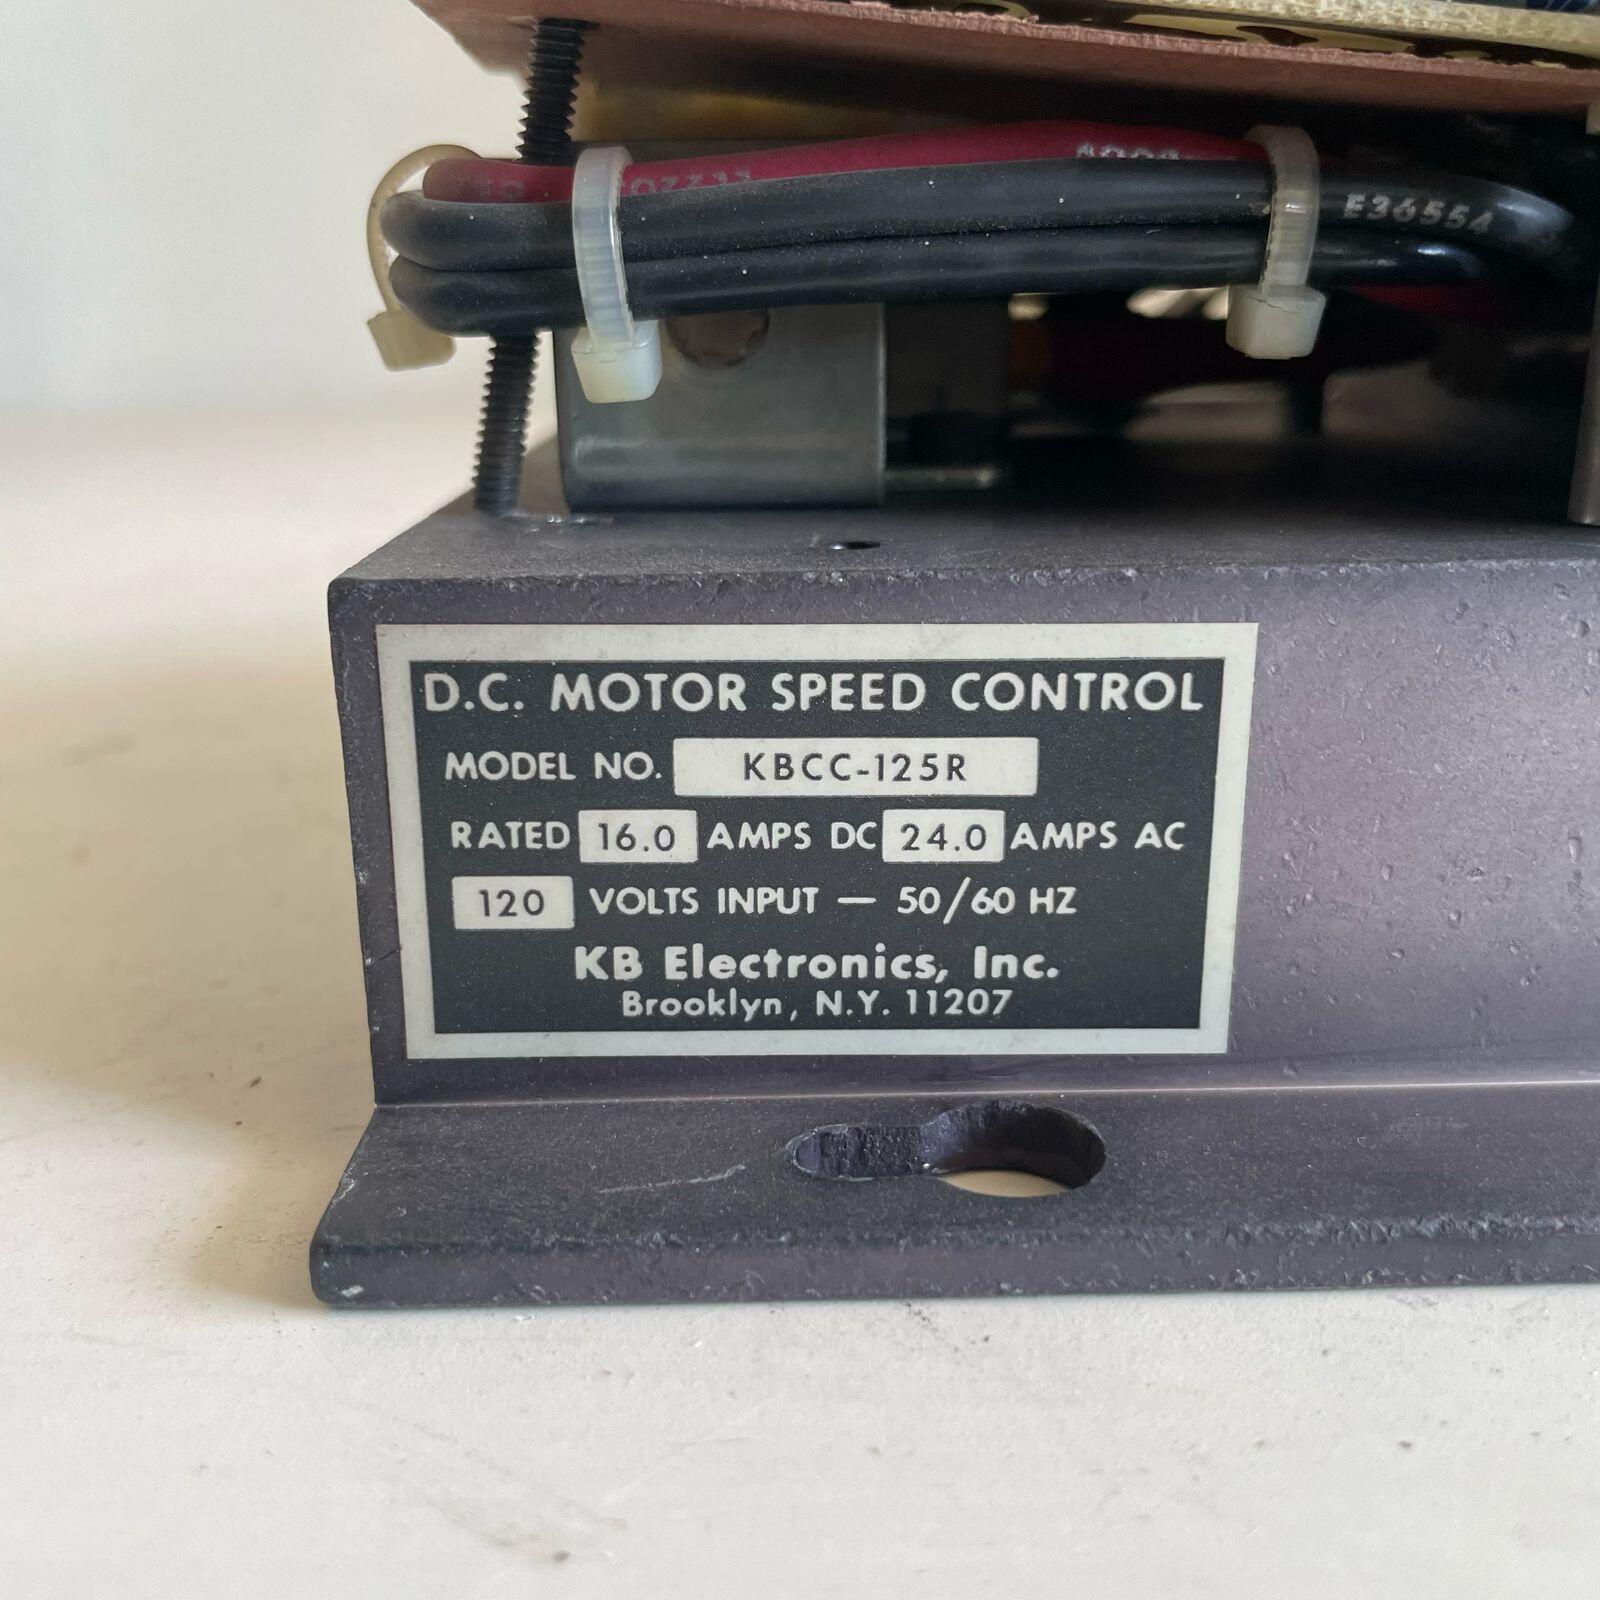 E36554
D.C. MOTOR SPEED CONTROL
MODEL NO. KBCC-125R
RATED 16.0 AMPS DC 24.0 AMPS AC
120 VOLTS INPUT — 50/60 HZ
KB Electronics, Inc.
Brooklyn, N.Y. 11207